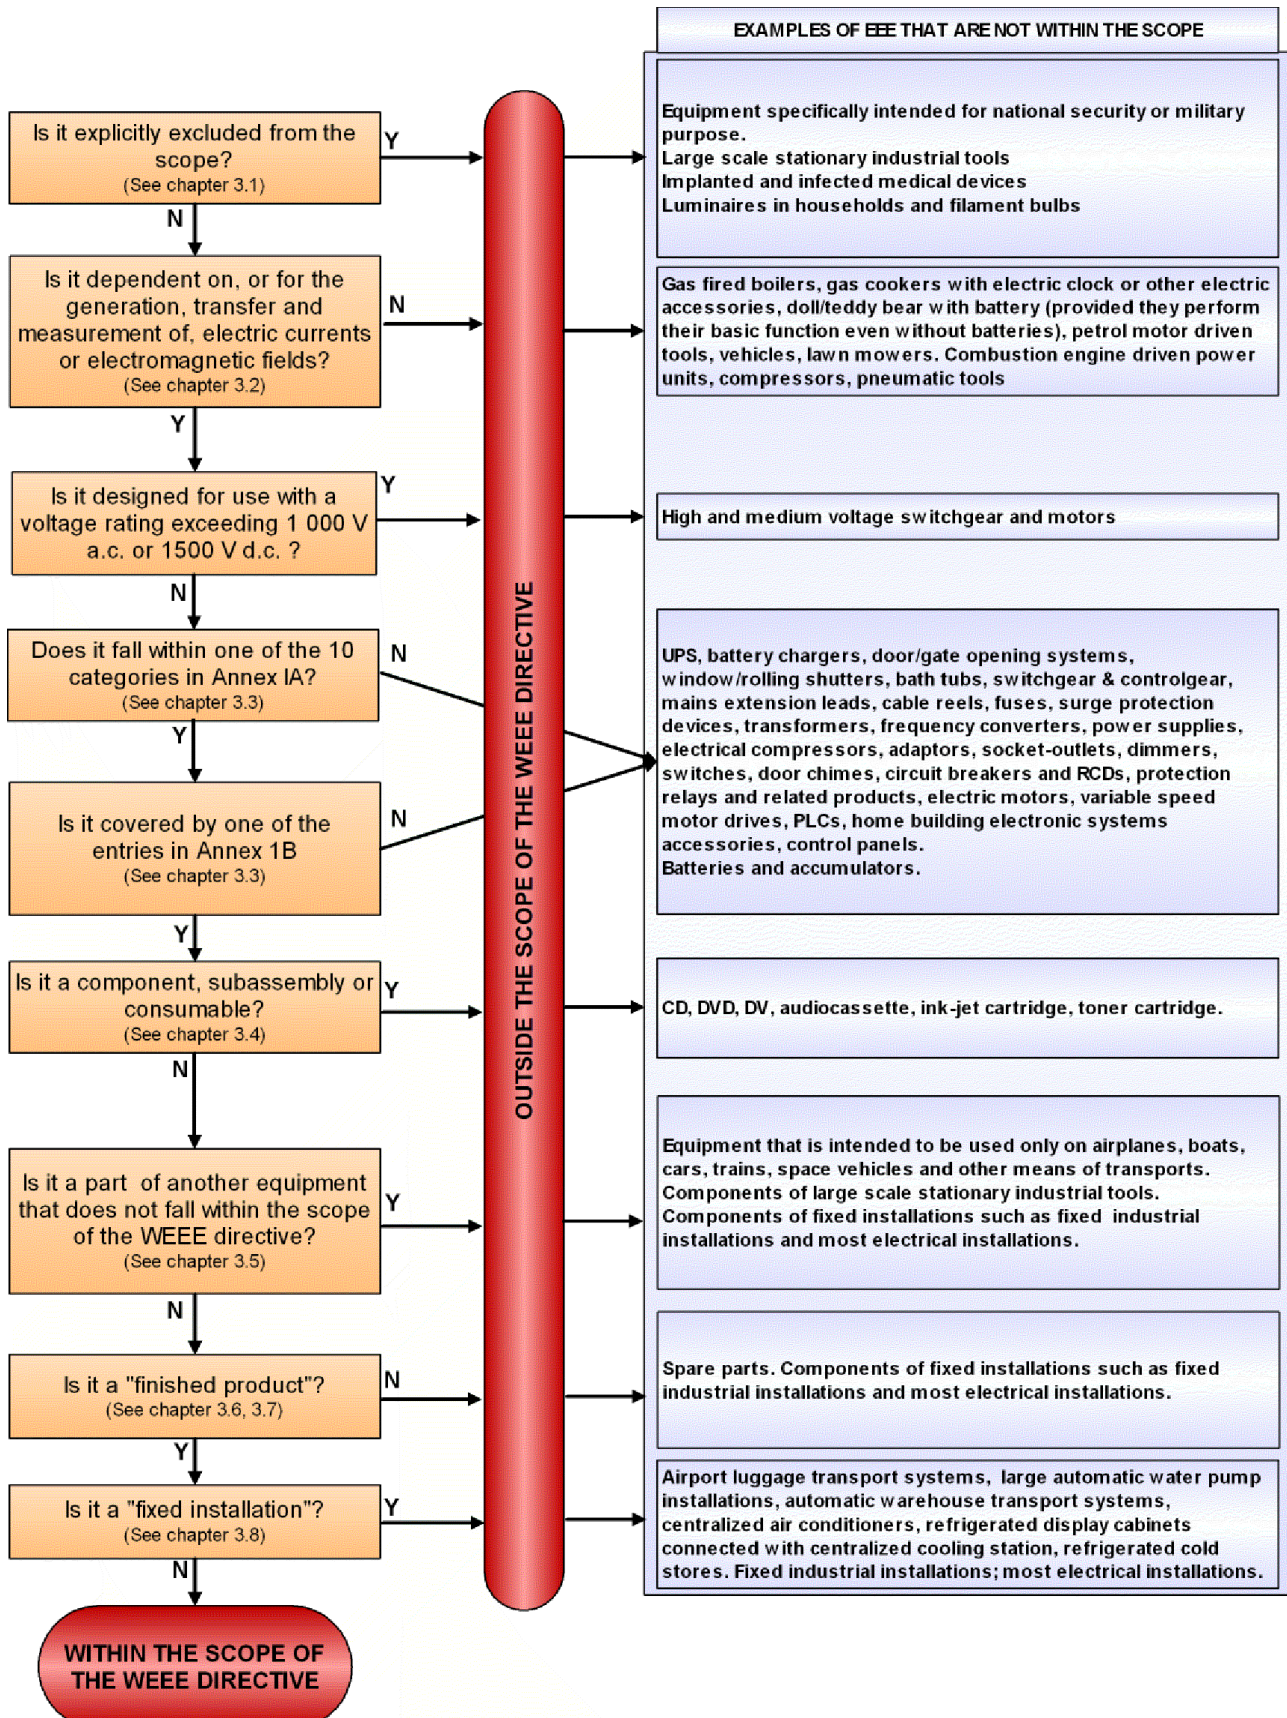 EXAMPLES OF EEE THAT ARE NOT WITHIN THE SCOPE
Is it explicitly excluded from the
scope?
(See chapter 3.1)
Y
N
Equipment specifically intended for national security or military
purpose.
Large scale stationary industrial tools
Implanted and infected medical devices
Luminaires in households and filament bulbs
Is it dependent on, or for the
generation, transfer and
measurement of, electric currents
or electromagnetic fields?
(See chapter 3.2)
N
Y
Gas fired boilers, gas cookers with electric clock or other electric
accessories, doll/teddy bear with battery (provided they perform
their basic function even without batteries), petrol motor driven
tools, vehicles, lawn mowers. Combustion engine driven power
units, compressors, pneumatic tools
Is it designed for use with a
voltage rating exceeding 1 000 V
a.c. or 1500 V d.c. ?
Y
N
High and medium voltage switchgear and motors
Does it fall within one of the 10
categories in Annex IA?
(See chapter 3.3)
N
Y
Is it covered by one of the
entries in Annex 1B
(See chapter 3.3)
N
Y
UPS, battery chargers, door/gate opening systems,
window/rolling shutters, bath tubs, switchgear & controlgear,
mains extension leads, cable reels, fuses, surge protection
devices, transformers, frequency converters, power supplies,
electrical compressors, adaptors, socket-outlets, dimmers,
switches, door chimes, circuit breakers and RCDs, protection
relays and related products, electric motors, variable speed
motor drives, PLCs, home building electronic systems
accessories, control panels.
Batteries and accumulators.
OUTSIDE THE SCOPE OF THE WEEE DIRECTIVE
Is it a component, subassembly or
consumable?
(See chapter 3.4)
Y
N
CD, DVD, DV, audiocassette, ink-jet cartridge, toner cartridge.
Is it a part of another equipment
that does not fall within the scope
of the WEEE directive?
(See chapter 3.5)
Y
N
Equipment that is intended to be used only on airplanes, boats,
cars, trains, space vehicles and other means of transports.
Components of large scale stationary industrial tools.
Components of fixed installations such as fixed industrial
installations and most electrical installations.
Is it a "finished product"?
(See chapter 3.6, 3.7)
N
Y
Spare parts. Components of fixed installations such as fixed
industrial installations and most electrical installations.
Is it a "fixed installation"?
(See chapter 3.8)
Y
N
Airport luggage transport systems, large automatic water pump
installations, automatic warehouse transport systems,
centralized air conditioners, refrigerated display cabinets
connected with centralized cooling station, refrigerated cold
stores. Fixed industrial installations; most electrical installations.
WITHIN THE SCOPE OF
THE WEEE DIRECTIVE